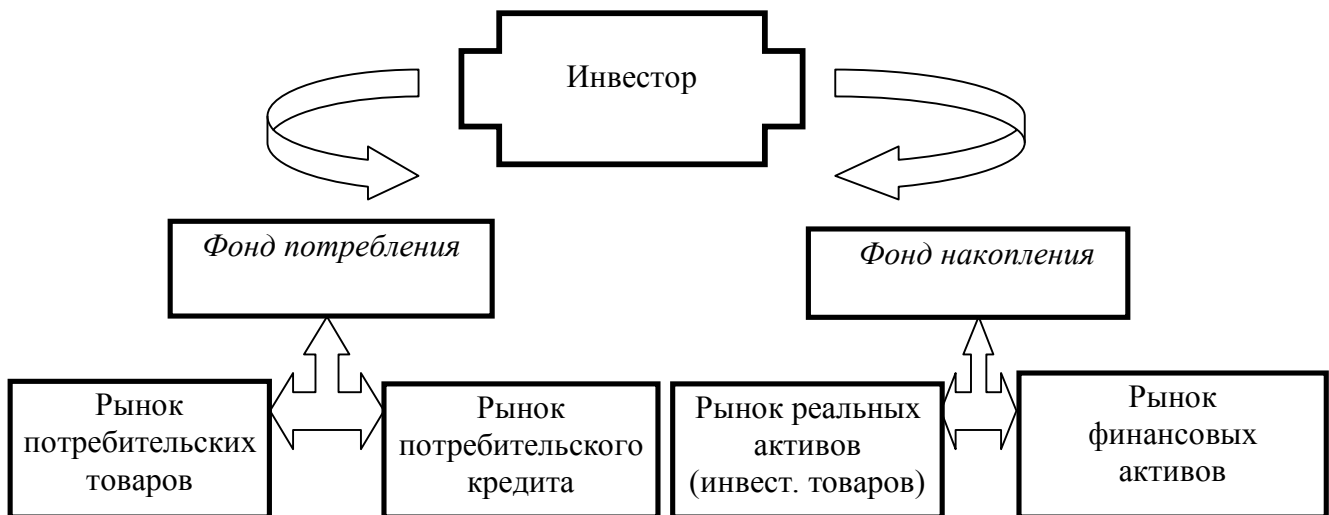 Инвестор
Фонд потребления
Фонд накопления
Рынок
потребительских
товаров
Рынок
потребительского
кредита
Рынок реальных
активов
(инвест. товаров)
Рынок
финансовых
активов